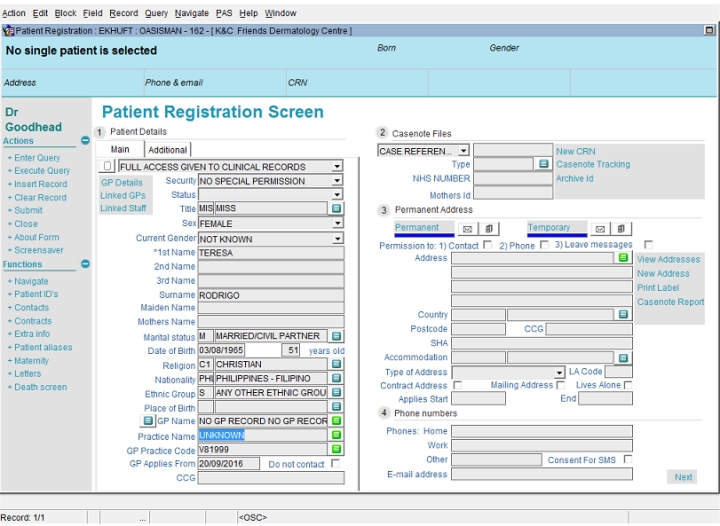 Action Edit Block Field Record Query Navigate PAS Help Window
Patient Registration : EKHUFT : OASISMAN - 162 - [ K&C Friends Dermatology Centre ]
No single patient is selected
Born
Gender
Address
Phone & email
CRN
Dr Goodhead
Actions
+ Enter Query
+ Execute Query
+ Insert Record
+ Clear Record
+ Submit
+ Close
+ About Form
+ Screensaver
Functions
+ Navigate
+ Patient ID's
+ Contacts
+ Contracts
+ Extra info
+ Patient aliases
+ Maternity
+ Letters
+ Death screen
Patient Registration Screen
1 Patient Details
Main Additional
FULL ACCESS GIVEN TO CLINICAL RECORDS
GP Details
Linked GPs
Linked Staff
Security NO SPECIAL PERMISSION
Status
Title MIS MISS
Sex FEMALE
Current Gender NOT KNOWN
*1st Name TERESA
2nd Name
3rd Name
Surname RODRIGO
Maiden Name
Mothers Name
Marital status M MARRIED/CIVIL PARTNER
Date of Birth 03/08/1965 51 years old
Religion C1 CHRISTIAN
Nationality PHI PHILIPPINES - FILIPINO
Ethnic Group S ANY OTHER ETHNIC GROU
Place of Birth
GP Name NO GP RECORD NO GP RECOR
Practice Name UNKNOWN
GP Practice Code V81999
GP Applies From 20/09/2016 Do not contact
CCG
2 Casenote Files
CASE REFEREN...
Type
NHS NUMBER
Mothers Id
New CRN
Casenote Tracking
Archive Id
3 Permanent Address
Permanent Temporary
Permission to: 1) Contact 2) Phone 3) Leave messages
Address
View Addresses
New Address
Print Label
Casenote Report
Country
Postcode CCG
SHA
Accommodation
Type of Address LA Code
Contract Address Mailing Address Lives Alone
Applies Start End
4 Phone numbers
Phones: Home
Work
Other Consent For SMS
E-mail address
Next
Record: 1/1 ... <OSC>